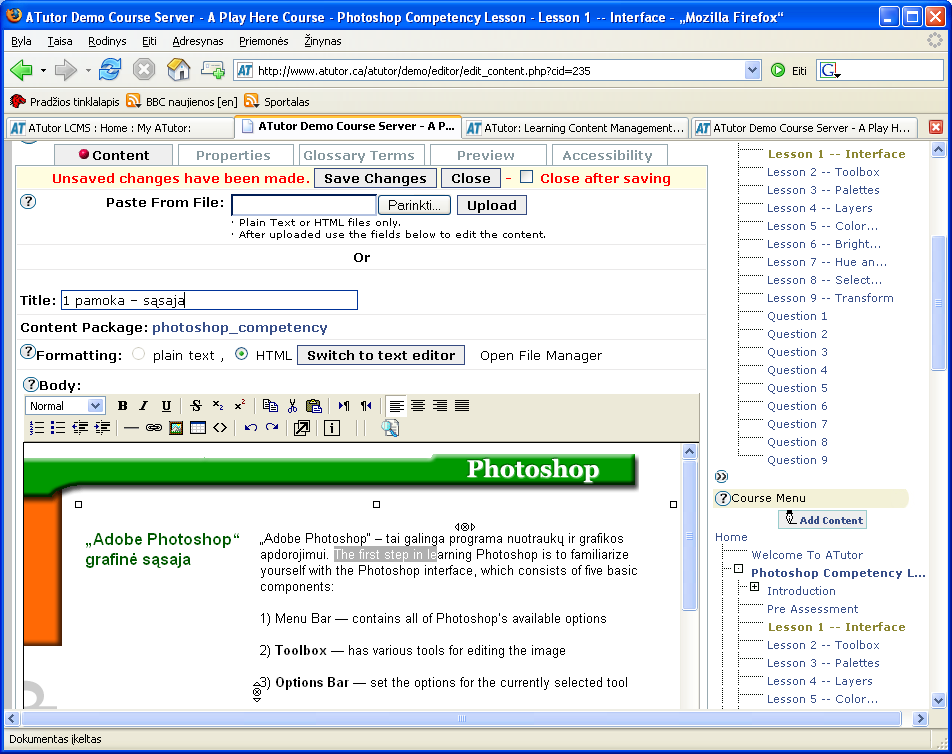 ATutor Demo Course Server - A Play Here Course - Photoshop Competency Lesson - Lesson 1 -- Interface - „Mozilla Firefox“
Byla Taisa Rodinys Eiti Adresynas Priemonės Žinynas
AT http://www.atutor.ca/atutor/demo/editor/edit_content.php?cid=235 Eiti G
Pradžios tinklalapis BBC naujienos [en] Sportalas
AT ATutor LCMS : Home : My ATutor: ATutor Demo Course Server - A P... AT ATutor: Learning Content Management... AT ATutor Demo Course Server - A Play H...
Content Properties Glossary Terms Preview Accessibility
Unsaved changes have been made. Save Changes Close - Close after saving
? Paste From File: Parinkti... Upload
· Plain Text or HTML files only.
· After uploaded use the fields below to edit the content.
Or
Title: 1 pamoka – sąsaja
Content Package: photoshop_competency
? Formatting: plain text , HTML Switch to text editor Open File Manager
? Body:
Normal B I U S x₂ x²
Photoshop
„Adobe Photoshop“
grafinė sąsaja
„Adobe Photoshop“ – tai galinga programa nuotraukų ir grafikos
apdorojimui. The first step in learning Photoshop is to familiarize
yourself with the Photoshop interface, which consists of five basic
components:
1) Menu Bar — contains all of Photoshop's available options
2) Toolbox — has various tools for editing the image
3) Options Bar — set the options for the currently selected tool
2
Lesson 1 -- Interface
Lesson 2 -- Toolbox
Lesson 3 -- Palettes
Lesson 4 -- Layers
Lesson 5 -- Color...
Lesson 6 -- Bright...
Lesson 7 -- Hue an...
Lesson 8 -- Select...
Lesson 9 -- Transform
Question 1
Question 2
Question 3
Question 4
Question 5
Question 6
Question 7
Question 8
Question 9
? Course Menu
Add Content
Home
Welcome To ATutor
Photoshop Competency L...
Introduction
Pre Assessment
Lesson 1 -- Interface
Lesson 2 -- Toolbox
Lesson 3 -- Palettes
Lesson 4 -- Layers
Lesson 5 -- Color...
Dokumentas įkeltas